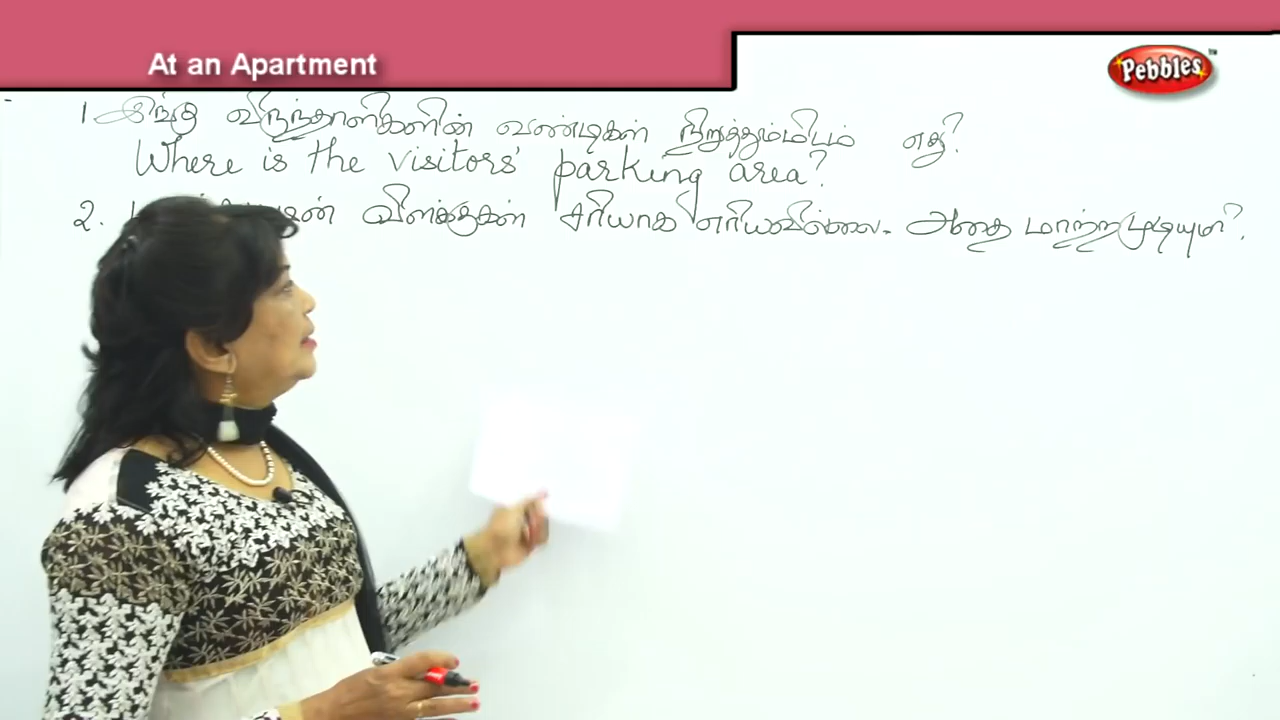 At an Apartment
Pebbles
1. இங்கு விருந்தாளிகளின் வண்டிகள் நிறுத்துமிடம் எது?
Where is the visitors' parking area?
2. விளக்குகள் சரியாக எரியவில்லை. அதை மாற்ற முடியுமா?
Pebbles